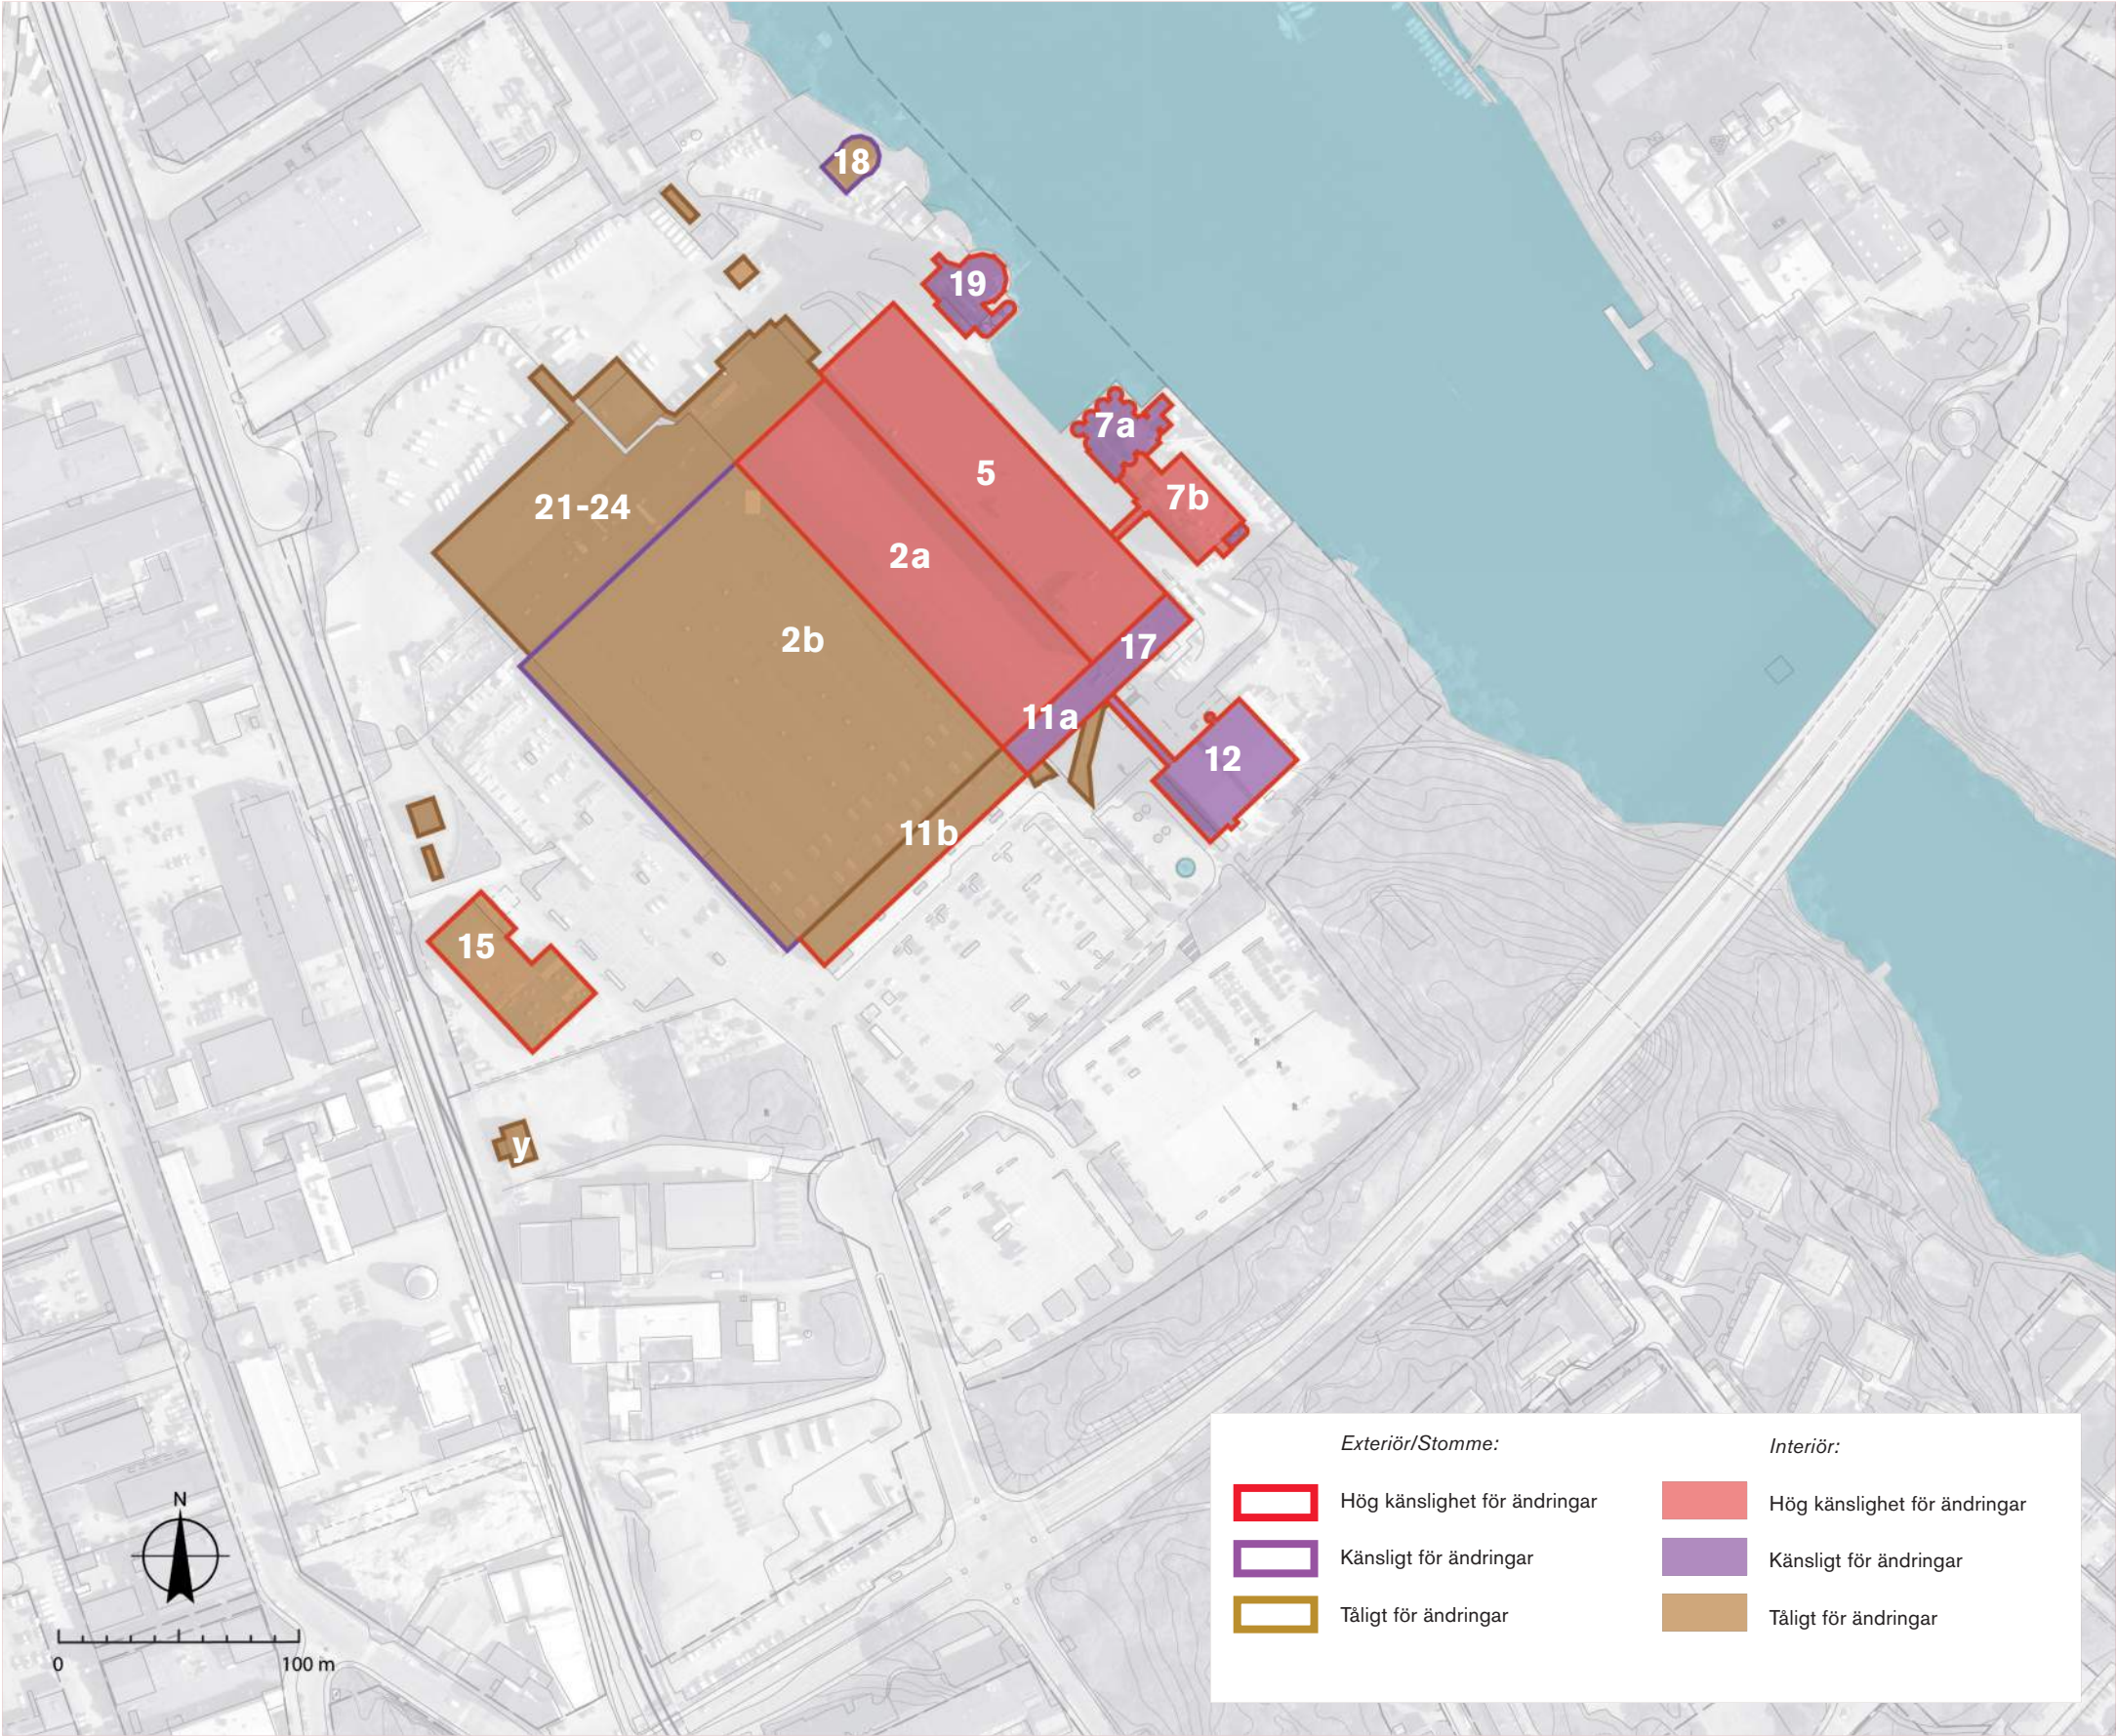 18
19
7a
5
7b
21-24
2a
2b
17
11a
12
11b
15
y
Exteriör/Stomme:
Hög känslighet för ändringar
Känsligt för ändringar
Tåligt för ändringar
Interiör:
Hög känslighet för ändringar
Känsligt för ändringar
Tåligt för ändringar
N
0 100 m